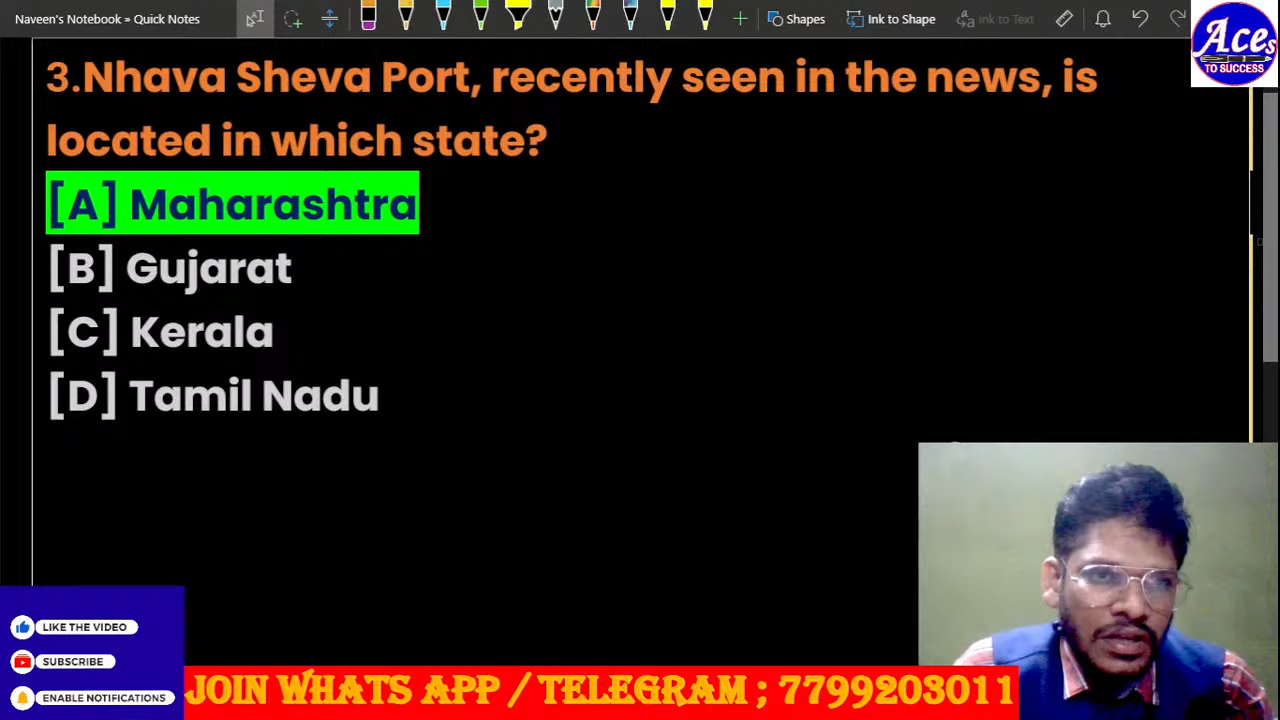 Naveen's Notebook » Quick Notes
Shapes
Ink to Shape
Ink to Text
Aces
TO SUCCESS
3.Nhava Sheva Port, recently seen in the news, is
located in which state?
[A] Maharashtra
[B] Gujarat
[C] Kerala
[D] Tamil Nadu
LIKE THE VIDEO
SUBSCRIBE
ENABLE NOTIFICATIONS
JOIN WHATS APP / TELEGRAM ; 7799203011